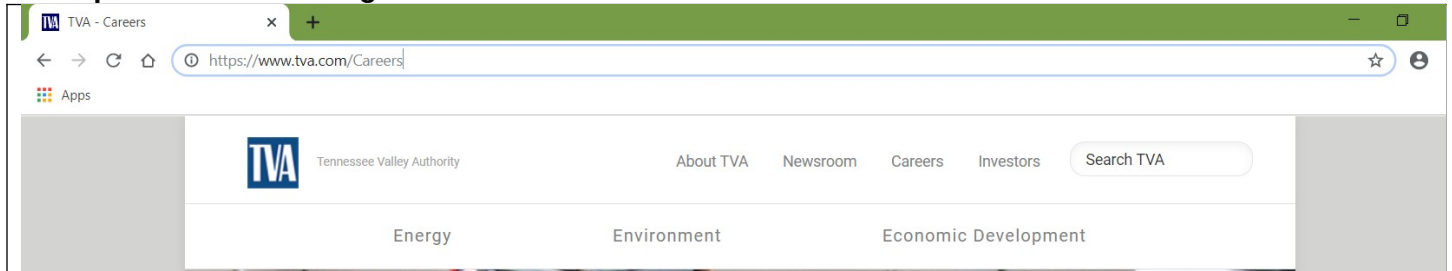 TVA TVA - Careers
https://www.tva.com/Careers
Apps
TVA Tennessee Valley Authority About TVA Newsroom Careers Investors Search TVA
Energy Environment Economic Development